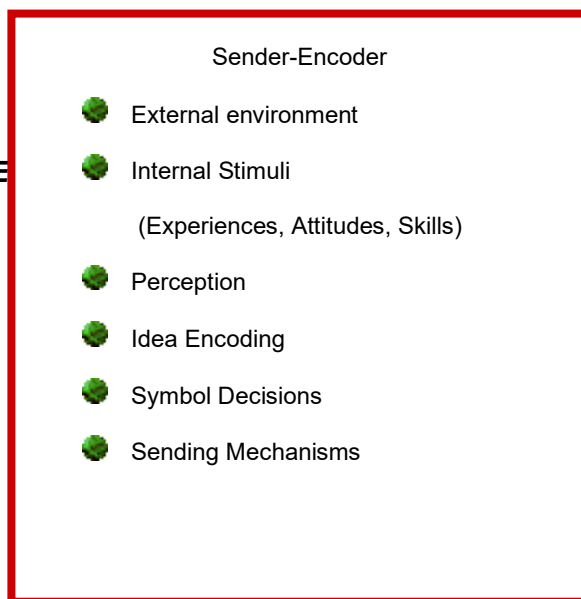 Sender-Encoder
External environment
Internal Stimuli
(Experiences, Attitudes, Skills)
Perception
Idea Encoding
Symbol Decisions
Sending Mechanisms